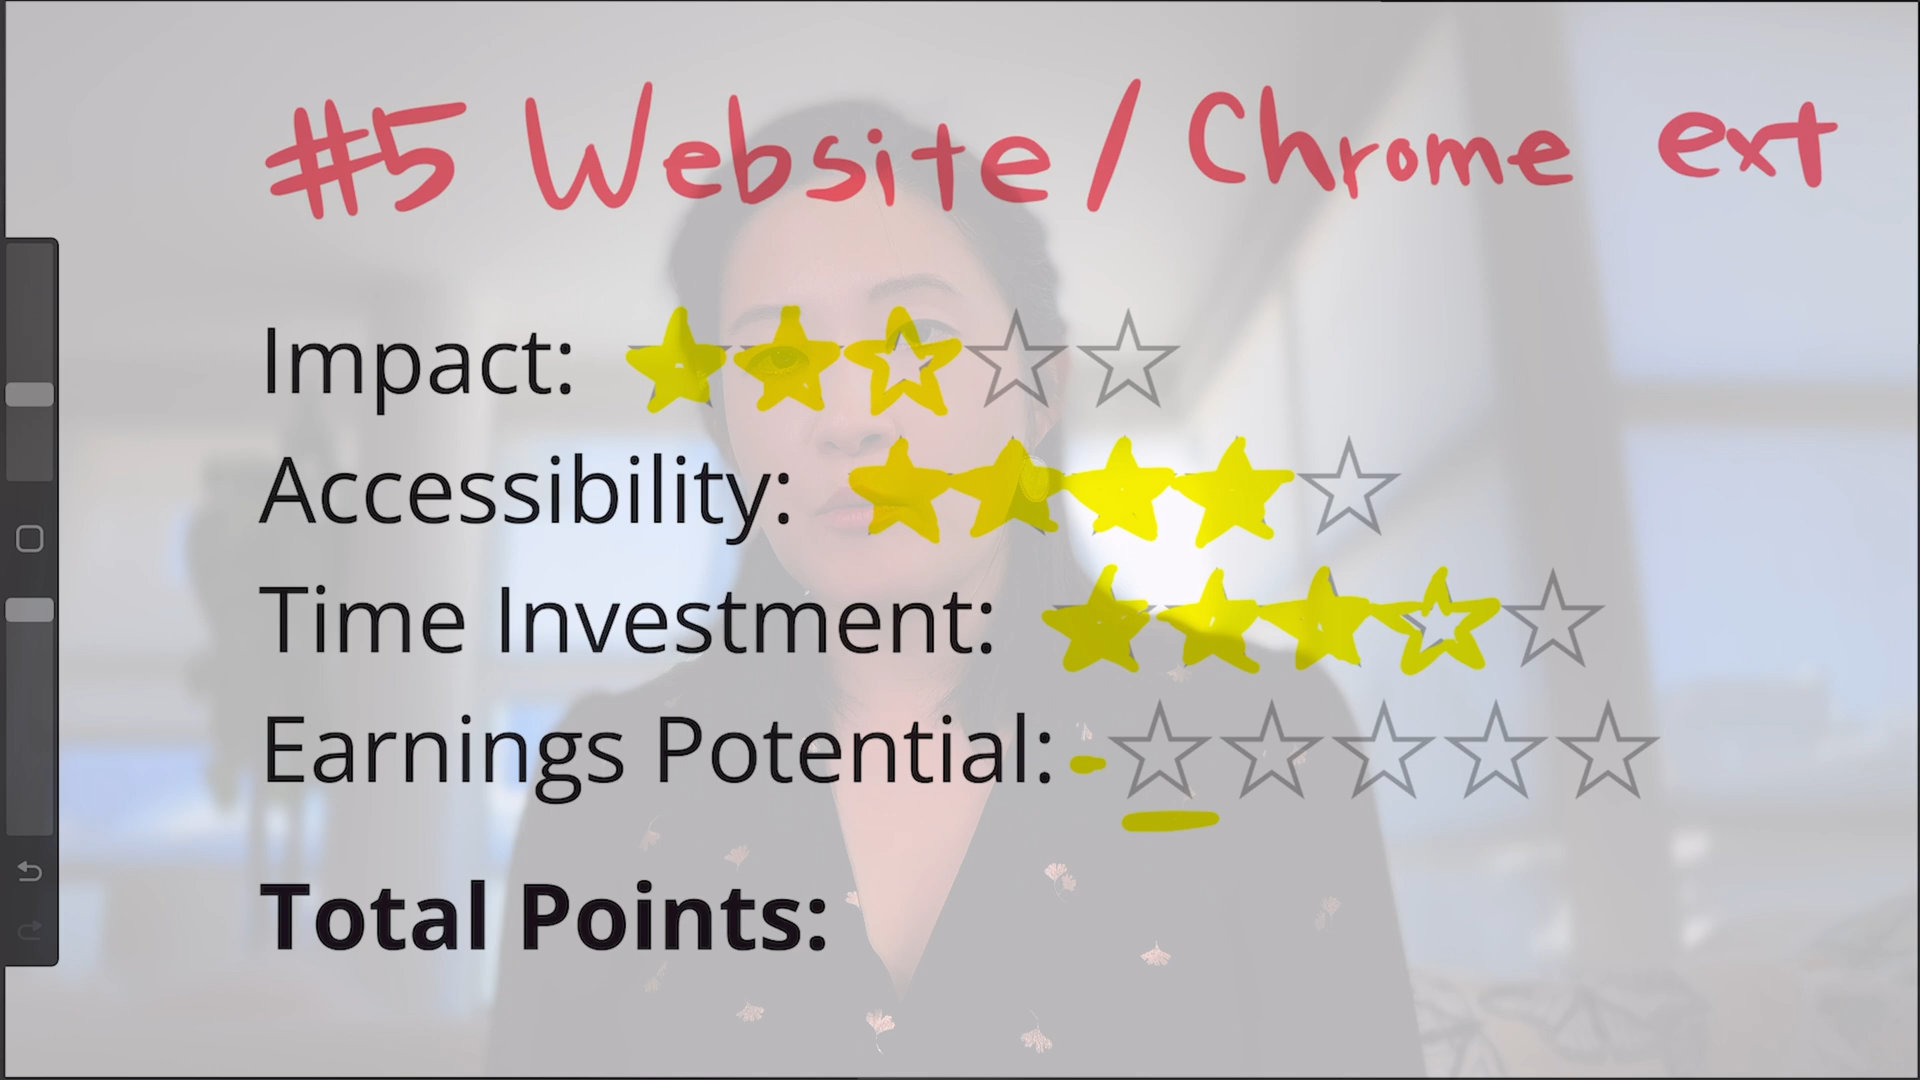 #5 Website / Chrome ext
Impact:
Accessibility:
Time Investment:
Earnings Potential:
Total Points: